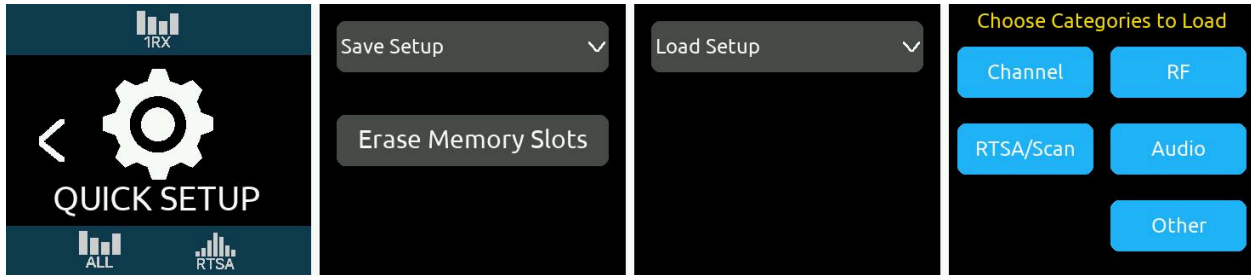 1RX
QUICK SETUP
ALL
RTSA
Save Setup
Erase Memory Slots
Load Setup
Choose Categories to Load
Channel
RF
RTSA/Scan
Audio
Other